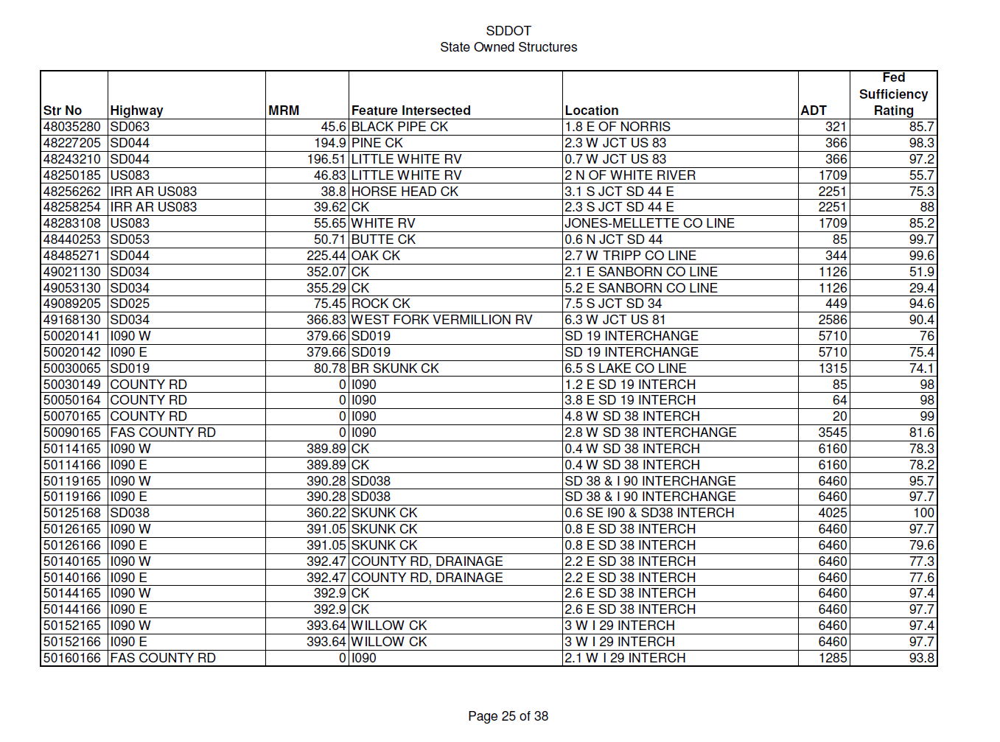 SDDOT
State Owned Structures
Str No Highway MRM Feature Intersected Location ADT Fed Sufficiency Rating
48035280 SD063 45.6 BLACK PIPE CK 1.8 E OF NORRIS 321 85.7
48227205 SD044 194.9 PINE CK 2.3 W JCT US 83 366 98.3
48243210 SD044 196.51 LITTLE WHITE RV 0.7 W JCT US 83 366 97.2
48250185 US083 46.83 LITTLE WHITE RV 2 N OF WHITE RIVER 1709 55.7
48256262 IRR AR US083 38.8 HORSE HEAD CK 3.1 S JCT SD 44 E 2251 75.3
48258254 IRR AR US083 39.62 CK 2.3 S JCT SD 44 E 2251 88
48283108 US083 55.65 WHITE RV JONES-MELLETTE CO LINE 1709 85.2
48440253 SD053 50.71 BUTTE CK 0.6 N JCT SD 44 85 99.7
48485271 SD044 225.44 OAK CK 2.7 W TRIPP CO LINE 344 99.6
49021130 SD034 352.07 CK 2.1 E SANBORN CO LINE 1126 51.9
49053130 SD034 355.29 CK 5.2 E SANBORN CO LINE 1126 29.4
49089205 SD025 75.45 ROCK CK 7.5 S JCT SD 34 449 94.6
49168130 SD034 366.83 WEST FORK VERMILLION RV 6.3 W JCT US 81 2586 90.4
50020141 I090 W 379.66 SD019 SD 19 INTERCHANGE 5710 76
50020142 I090 E 379.66 SD019 SD 19 INTERCHANGE 5710 75.4
50030065 SD019 80.78 BR SKUNK CK 6.5 S LAKE CO LINE 1315 74.1
50030149 COUNTY RD 0 I090 1.2 E SD 19 INTERCH 85 98
50050164 COUNTY RD 0 I090 3.8 E SD 19 INTERCH 64 98
50070165 COUNTY RD 0 I090 4.8 W SD 38 INTERCH 20 99
50090165 FAS COUNTY RD 0 I090 2.8 W SD 38 INTERCHANGE 3545 81.6
50114165 I090 W 389.89 CK 0.4 W SD 38 INTERCH 6160 78.3
50114166 I090 E 389.89 CK 0.4 W SD 38 INTERCH 6160 78.2
50119165 I090 W 390.28 SD038 SD 38 & I 90 INTERCHANGE 6460 95.7
50119166 I090 E 390.28 SD038 SD 38 & I 90 INTERCHANGE 6460 97.7
50125168 SD038 360.22 SKUNK CK 0.6 SE I90 & SD38 INTERCH 4025 100
50126165 I090 W 391.05 SKUNK CK 0.8 E SD 38 INTERCH 6460 97.7
50126166 I090 E 391.05 SKUNK CK 0.8 E SD 38 INTERCH 6460 79.6
50140165 I090 W 392.47 COUNTY RD, DRAINAGE 2.2 E SD 38 INTERCH 6460 77.3
50140166 I090 E 392.47 COUNTY RD, DRAINAGE 2.2 E SD 38 INTERCH 6460 77.6
50144165 I090 W 392.9 CK 2.6 E SD 38 INTERCH 6460 97.4
50144166 I090 E 392.9 CK 2.6 E SD 38 INTERCH 6460 97.7
50152165 I090 W 393.64 WILLOW CK 3 W I 29 INTERCH 6460 97.4
50152166 I090 E 393.64 WILLOW CK 3 W I 29 INTERCH 6460 97.7
50160166 FAS COUNTY RD 0 I090 2.1 W I 29 INTERCH 1285 93.8
Page 25 of 38